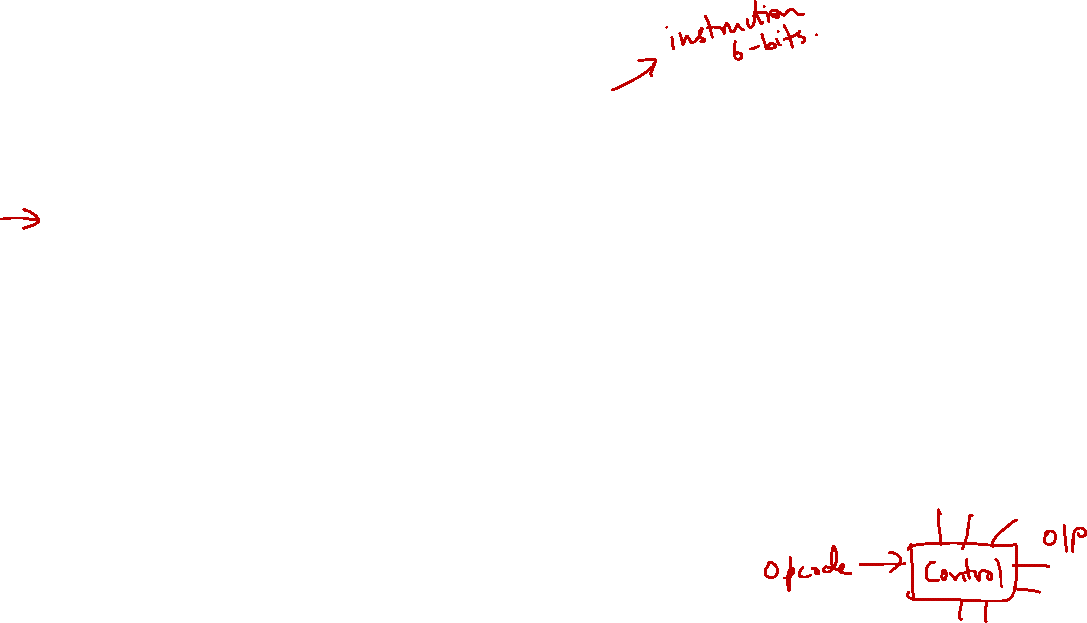 instruction
6-bits.
O/P
Opcode → Control